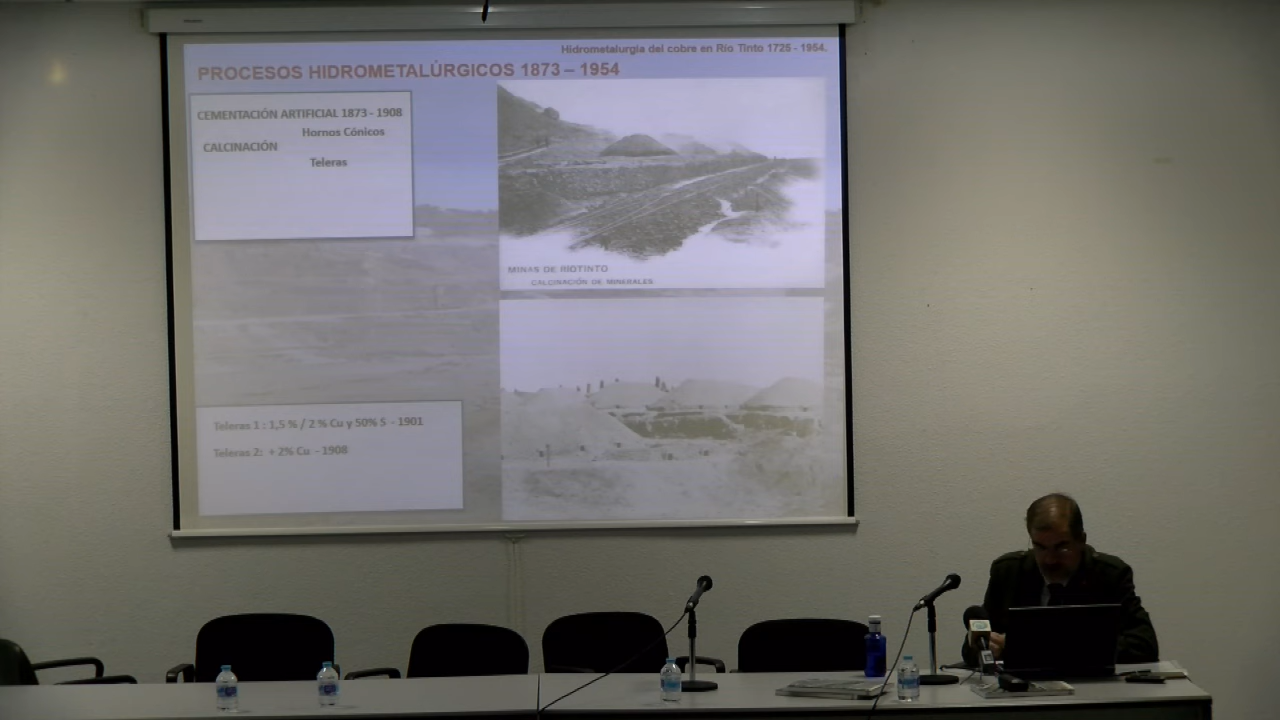 Hidrometalurgia del cobre en Río Tinto 1725 - 1954.
PROCESOS HIDROMETALÚRGICOS 1873 – 1954
CEMENTACIÓN ARTIFICIAL 1873 - 1908
Hornos Cónicos
CALCINACIÓN
Teleras
MINAS DE RIOTINTO
CALCINACIÓN DE MINERALES
Teleras 1 : 1,5 % / 2 % Cu y 50% S - 1901
Teleras 2: + 2% Cu - 1908